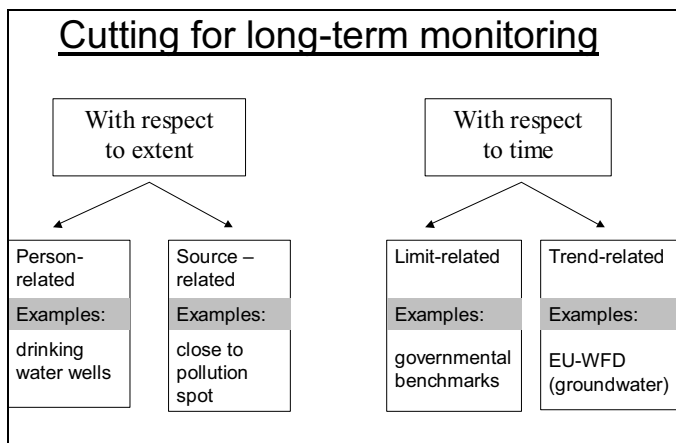 Cutting for long-term monitoring
With respect
to extent
With respect
to time
Person-
related
Examples:
drinking
water wells
Source –
related
Examples:
close to
pollution
spot
Limit-related
Examples:
governmental
benchmarks
Trend-related
Examples:
EU-WFD
(groundwater)